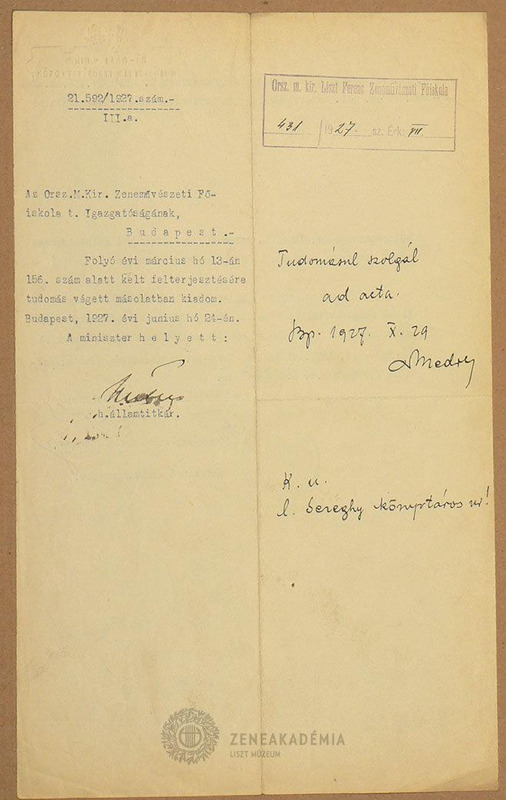 21.592/1927.szám.-
III.a.
Az Orsz.M.Kir. Zeneművészeti Fő-
iskola t. Igazgatóságának,
Budapest.-
Folyó évi március hó 13-án
156. szám alatt kelt felterjesztésére
tudomás végett másolatban kiadom.
Budapest, 1927. évi junius hó 24-én.
A miniszter helyett:
h.államtitkár.
Orsz. m. kir. Liszt Ferenc Zeneművészeti Főiskola
431 /1927. sz. Érk: VII
Tudomásul szolgál
ad acta.
Bp. 1927. X. 29
K. u.
l. Sereghy könyvtáros úr!
ZENEAKADÉMIA
LISZT MÚZEUM